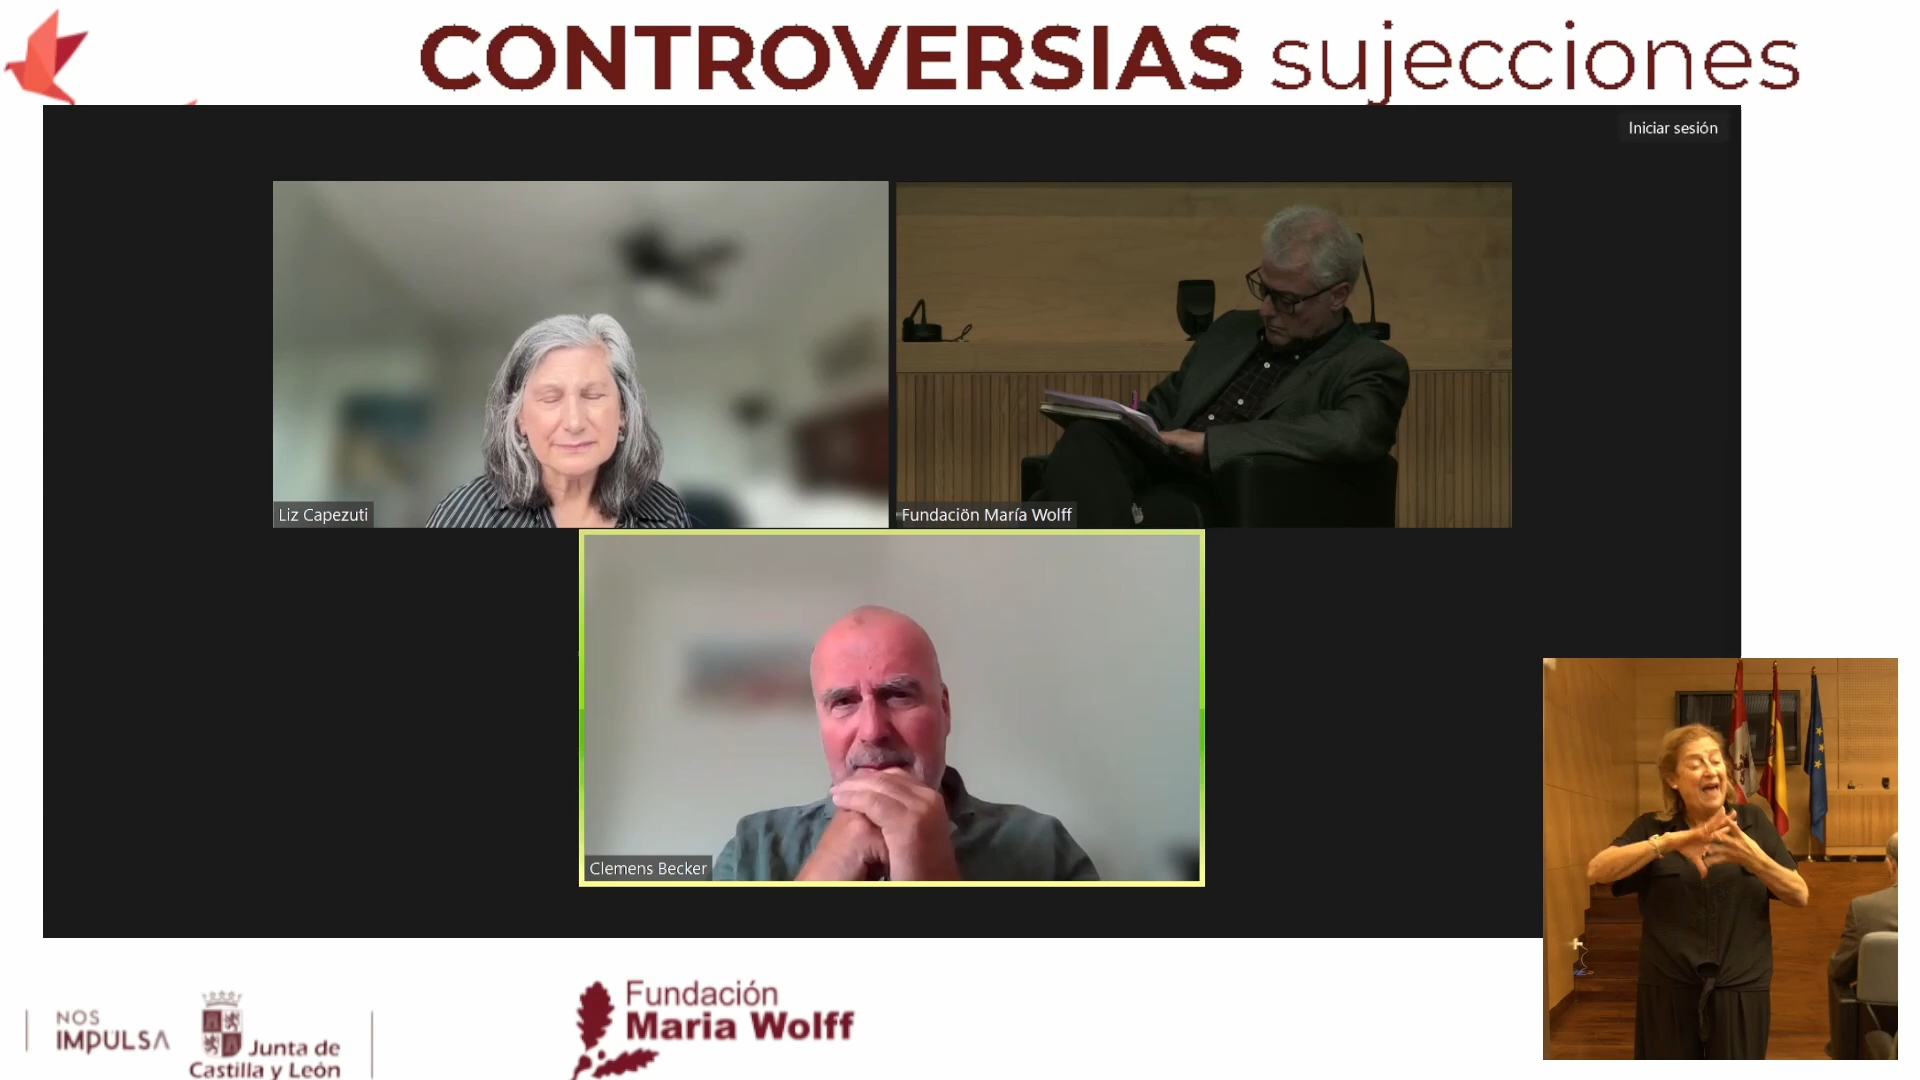 CONTROVERSIAS sujecciones
Iniciar sesión
Liz Capezuti
Fundaciön María Wolff
Clemens Becker
NOS
IMPULSA
Junta de
Castilla y León
Fundación
Maria Wolff